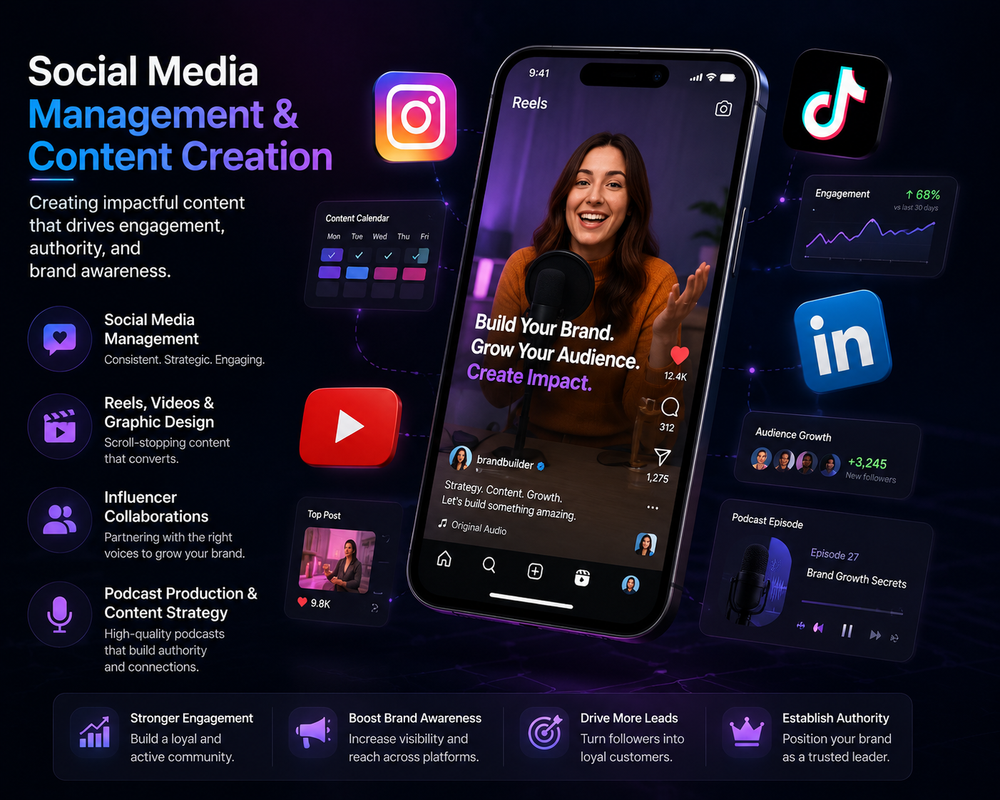 Social Media
Management &
Content Creation
Creating impactful content
that drives engagement,
authority, and
brand awareness.
Social Media
Management
Consistent. Strategic. Engaging.
Reels, Videos &
Graphic Design
Scroll-stopping content
that converts.
Influencer
Collaborations
Partnering with the right
voices to grow your brand.
Podcast Production &
Content Strategy
High-quality podcasts
that build authority
and connections.
Content Calendar
Mon Tue Wed Thu Fri
Top Post
9.8K
9:41
Reels
Build Your Brand.
Grow Your Audience.
Create Impact.
12.4K
312
1,275
brandbuilder
Strategy. Content. Growth.
Let's build something amazing.
Original Audio
Engagement
↑ 68%
vs last 30 days
in
Audience Growth
+3,245
New followers
Podcast Episode
Episode 27
Brand Growth Secrets
Stronger Engagement
Build a loyal and
active community.
Boost Brand Awareness
Increase visibility and
reach across platforms.
Drive More Leads
Turn followers into
loyal customers.
Establish Authority
Position your brand
as a trusted leader.